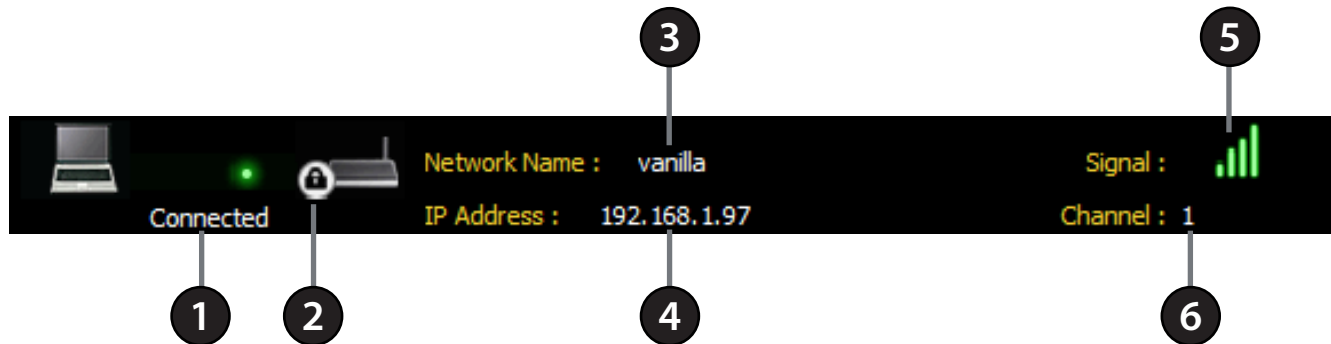 3 5
Network Name : vanilla Signal :
Connected IP Address : 192.168.1.97 Channel : 1
1 2 4 6